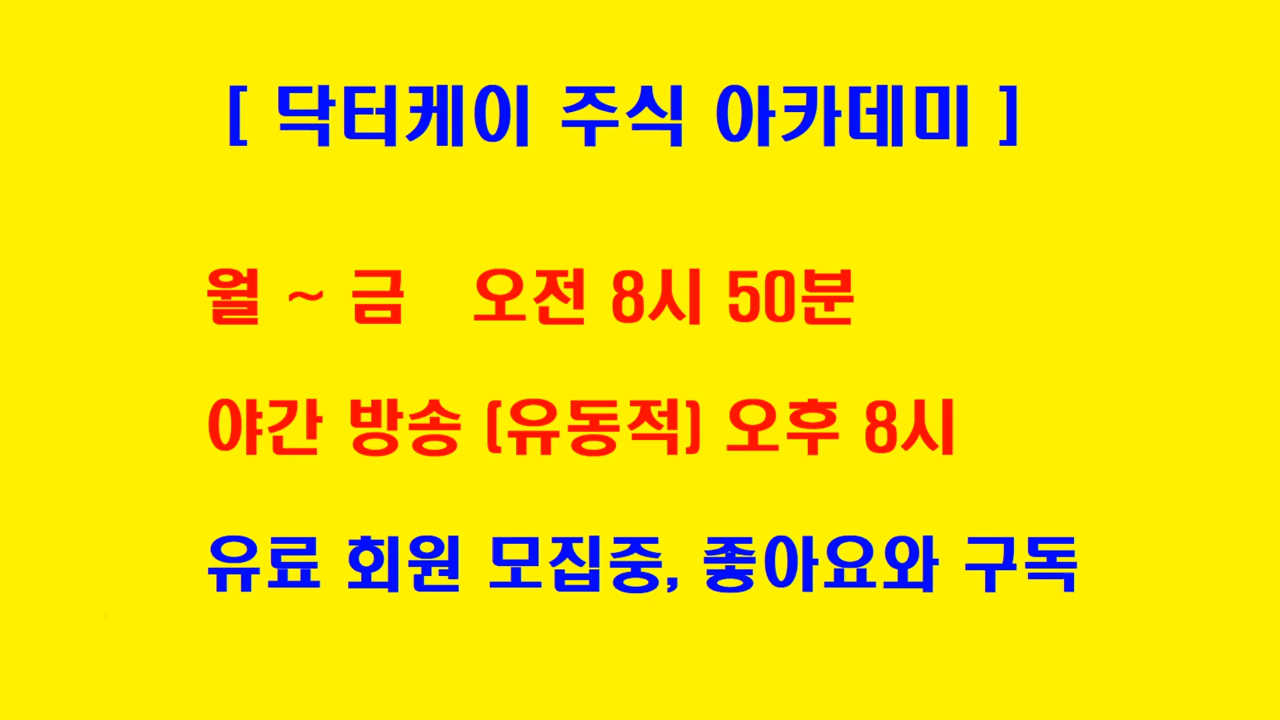 [ 닥터케이 주식 아카데미 ]
월 ~ 금 오전 8시 50분
야간 방송 (유동적) 오후 8시
유료 회원 모집중, 좋아요와 구독